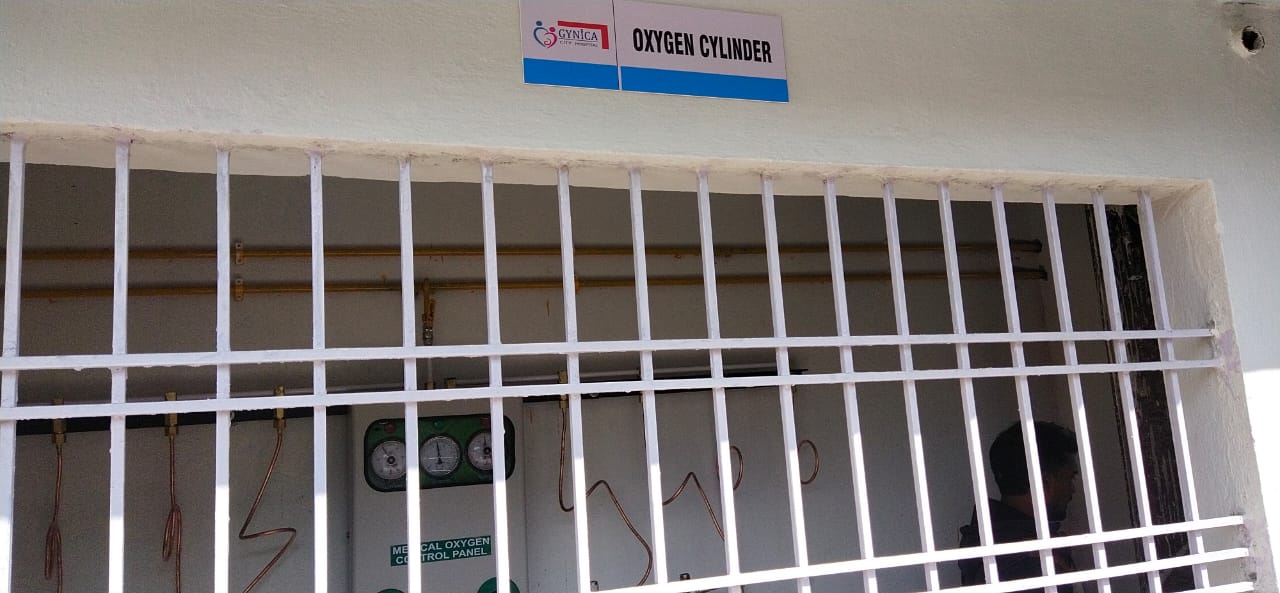 GYNICA
CITY HOSPITAL
OXYGEN CYLINDER
MEDICAL OXYGEN
CONTROL PANEL